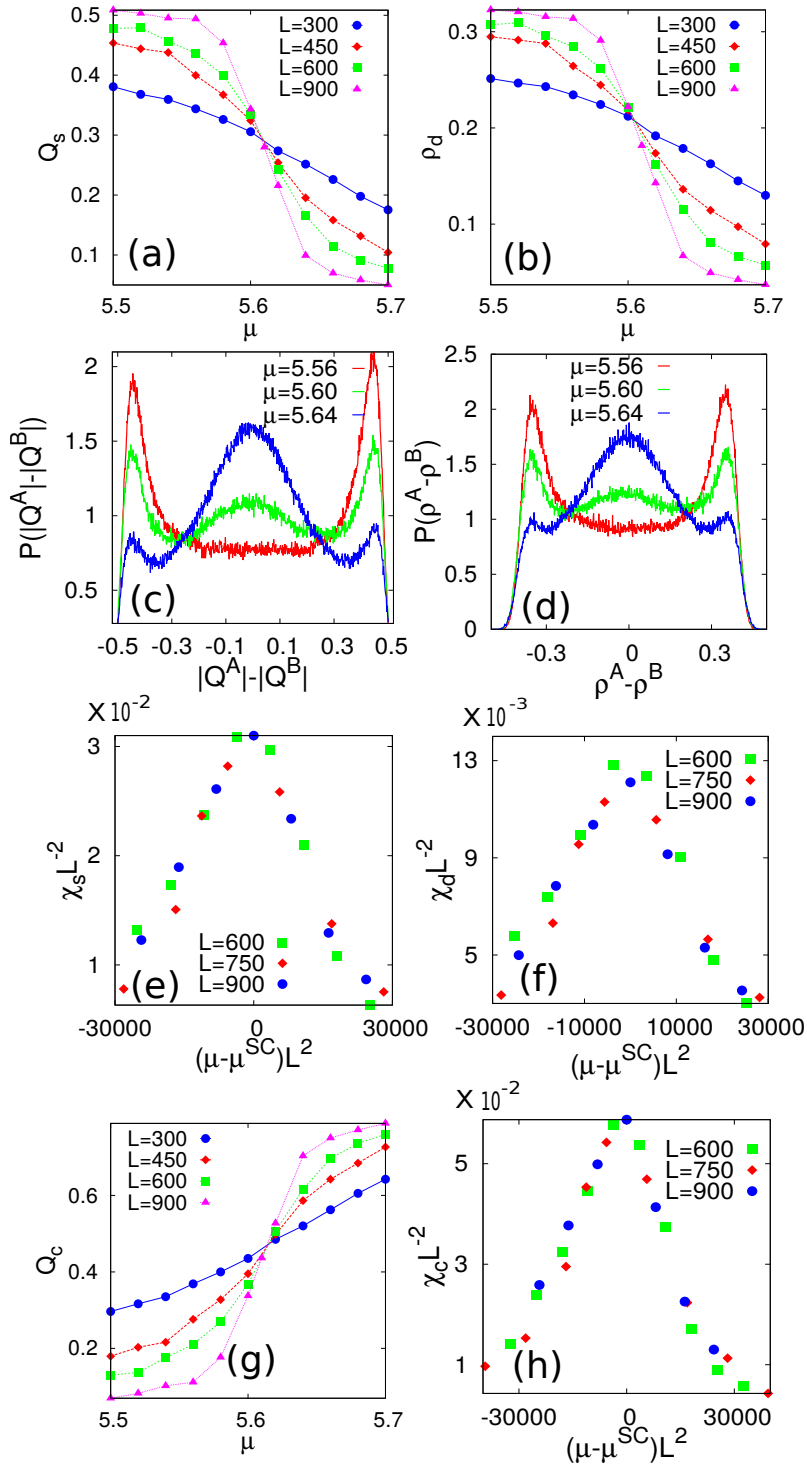 0.5
0.4
0.3
0.2
0.1
Q_s
L=300
L=450
L=600
L=900
(a)
5.5
5.6
5.7
μ
0.3
0.2
0.1
ρ_d
L=300
L=450
L=600
L=900
(b)
5.5
5.6
5.7
μ
2
1.5
1
0.5
P(|Q^A|-|Q^B|)
μ=5.56
μ=5.60
μ=5.64
(c)
-0.5
-0.3
-0.1
0.1
0.3
0.5
|Q^A|-|Q^B|
2.5
2
1.5
1
0.5
0
P(ρ^A-ρ^B)
μ=5.56
μ=5.60
μ=5.64
(d)
-0.3
0
0.3
ρ^A-ρ^B
X 10^-2
3
2
1
χ_sL^-2
L=600
L=750
L=900
(e)
-30000
0
30000
(μ-μ^SC)L^2
X 10^-3
13
9
5
χ_dL^-2
L=600
L=750
L=900
(f)
-30000
-10000
10000
30000
(μ-μ^SC)L^2
0.6
0.4
0.2
Q_c
L=300
L=450
L=600
L=900
(g)
5.5
5.6
5.7
μ
X 10^-2
5
3
1
χ_cL^-2
L=600
L=750
L=900
(h)
-30000
0
30000
(μ-μ^SC)L^2